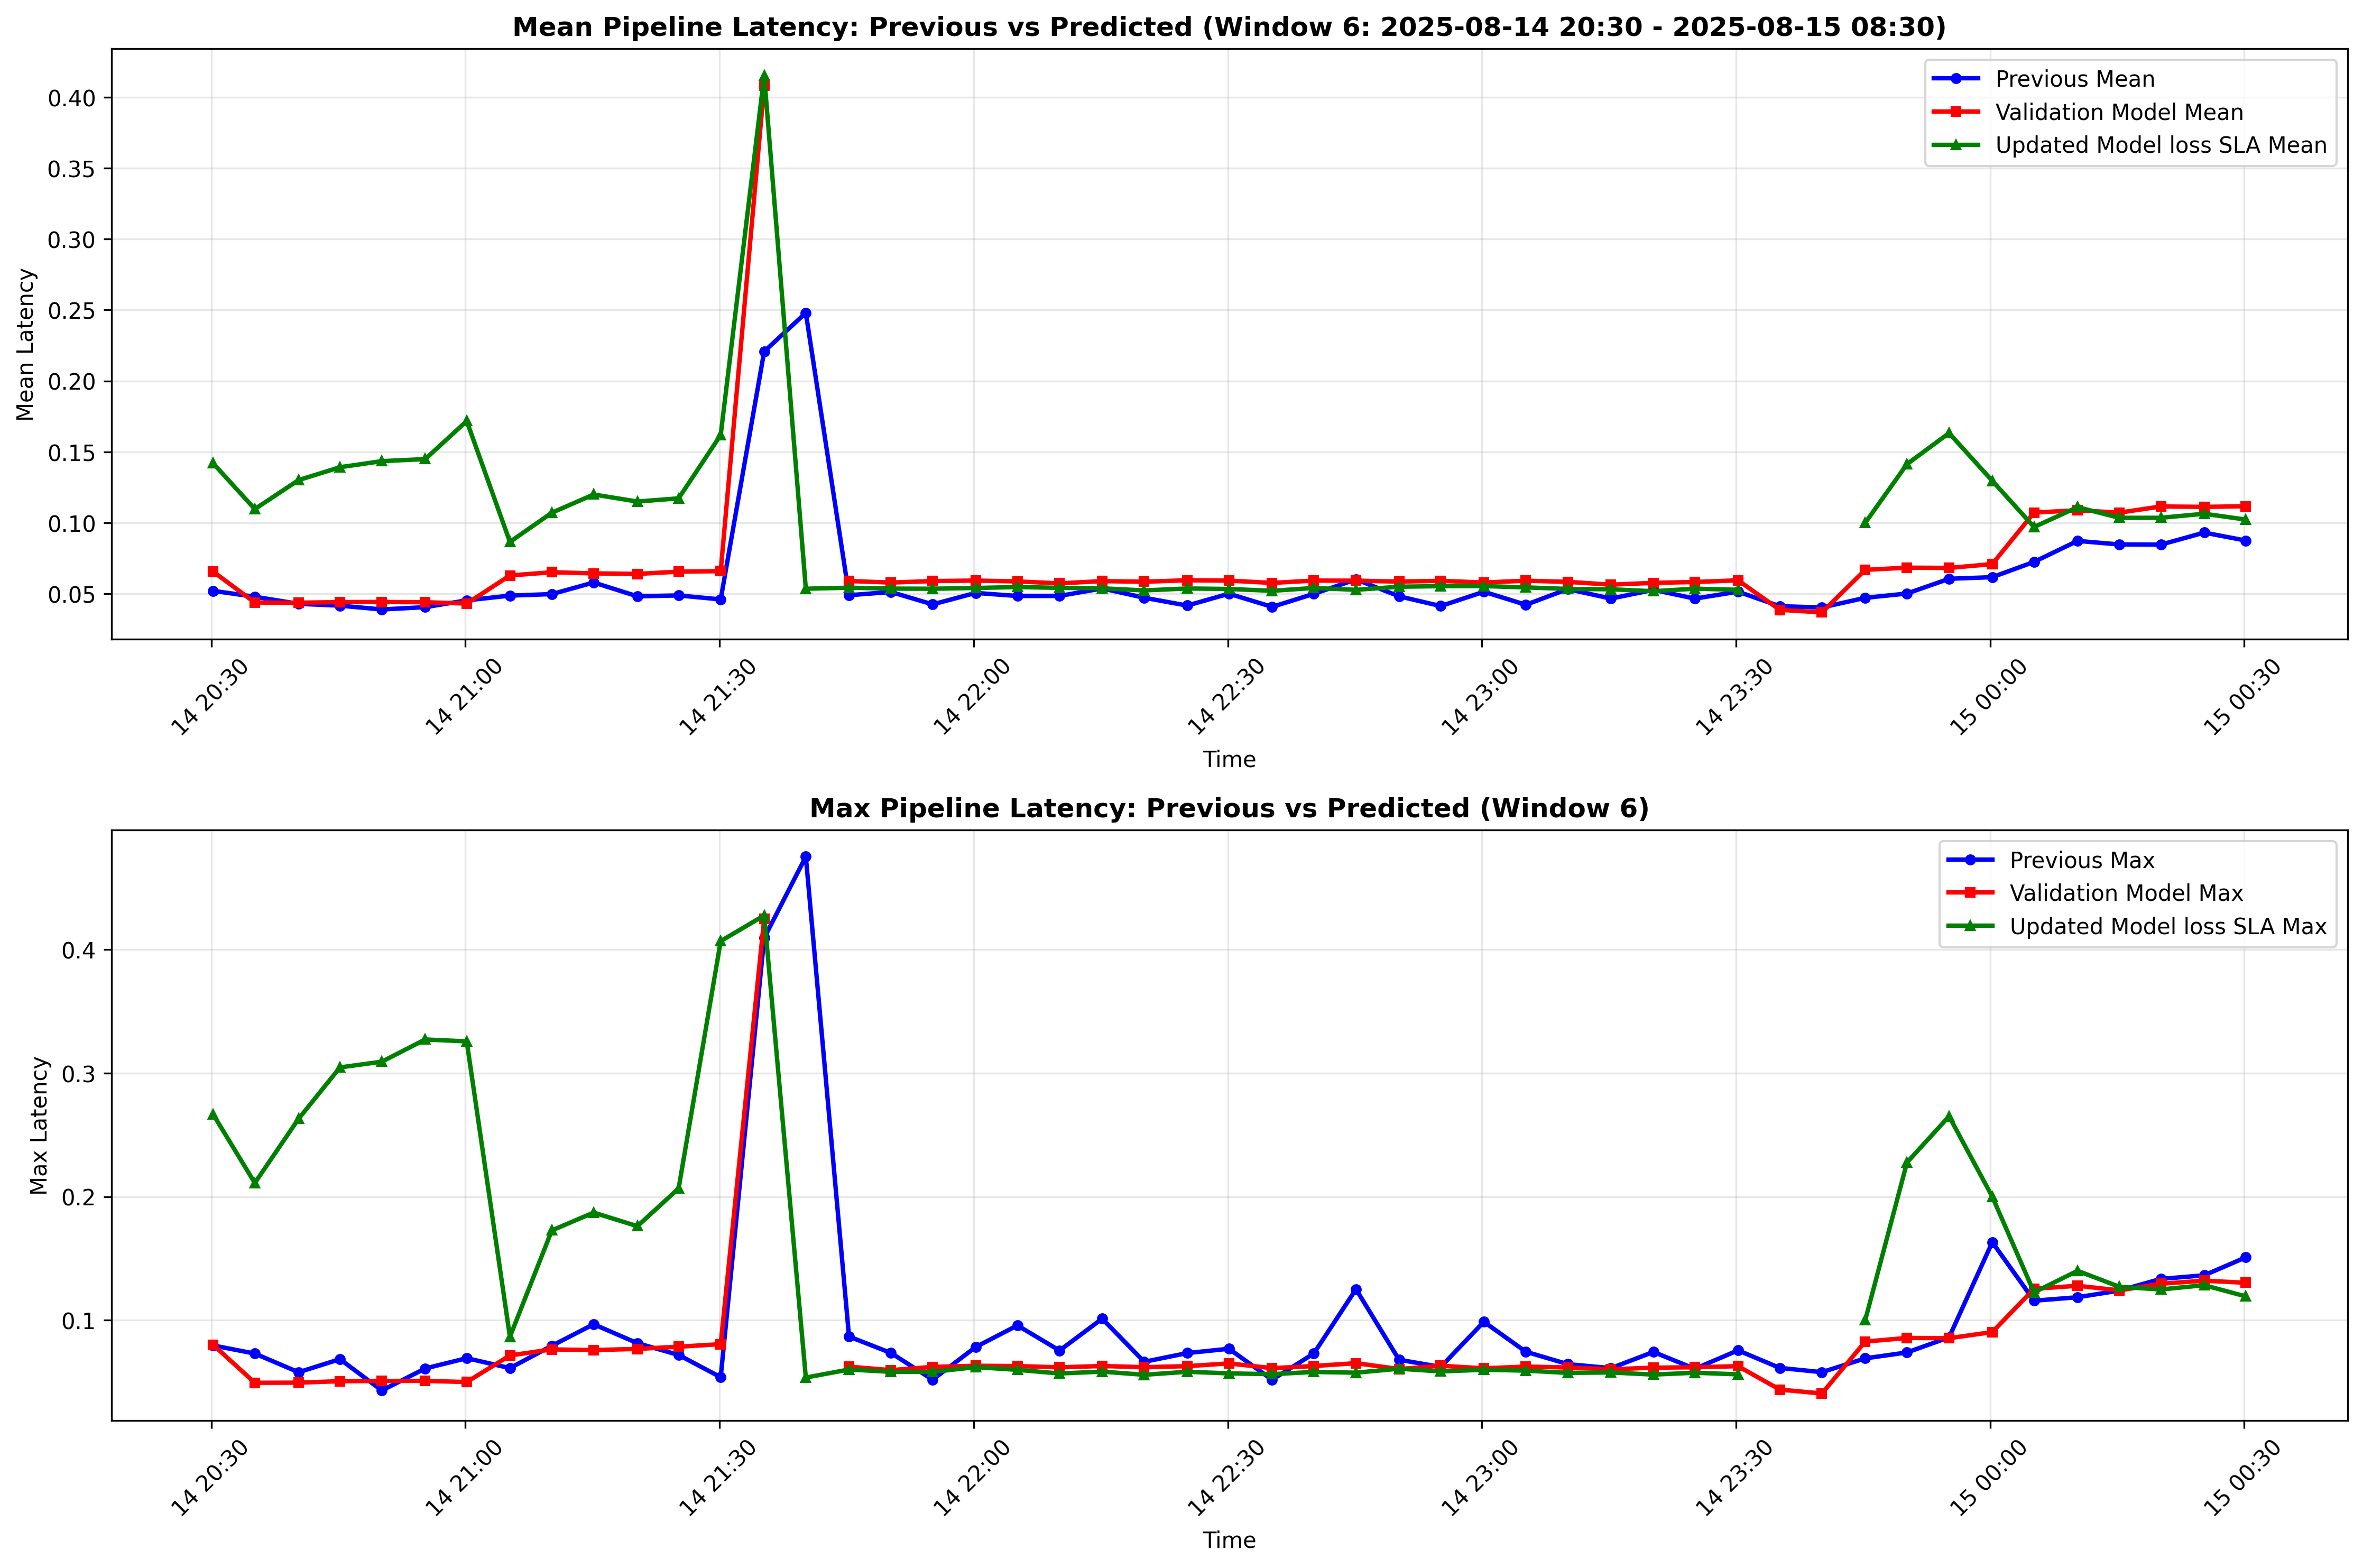 Mean Pipeline Latency: Previous vs Predicted (Window 6: 2025-08-14 20:30 - 2025-08-15 08:30)
Previous Mean
Validation Model Mean
Updated Model loss SLA Mean
Mean Latency
0.40
0.35
0.30
0.25
0.20
0.15
0.10
0.05
14 20:30
14 21:00
14 21:30
14 22:00
14 22:30
14 23:00
14 23:30
15 00:00
15 00:30
Time
Max Pipeline Latency: Previous vs Predicted (Window 6)
Previous Max
Validation Model Max
Updated Model loss SLA Max
Max Latency
0.4
0.3
0.2
0.1
14 20:30
14 21:00
14 21:30
14 22:00
14 22:30
14 23:00
14 23:30
15 00:00
15 00:30
Time